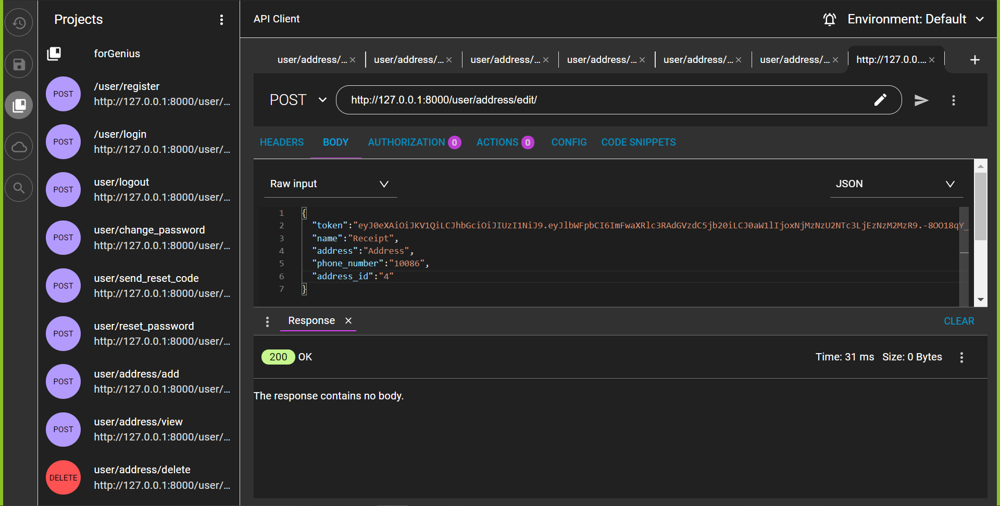 Projects
forGenius
POST
/user/register
http://127.0.0.1:8000/user/...
POST
/user/login
http://127.0.0.1:8000/user/...
POST
user/logout
http://127.0.0.1:8000/user/...
POST
user/change_password
http://127.0.0.1:8000/user/...
POST
user/send_reset_code
http://127.0.0.1:8000/user/...
POST
user/reset_password
http://127.0.0.1:8000/user/...
POST
user/address/add
http://127.0.0.1:8000/user/...
POST
user/address/view
http://127.0.0.1:8000/user/...
DELETE
user/address/delete
http://127.0.0.1:8000/user/...
API Client
Environment: Default
user/address/... user/address/... user/address/... user/address/... user/address/... user/address/... http://127.0.0....
POST http://127.0.0.1:8000/user/address/edit/
HEADERS BODY AUTHORIZATION 0 ACTIONS 0 CONFIG CODE SNIPPETS
Raw input JSON
1 {
2 "token":"eyJ0eXAiOiJKV1QiLCJhbGciOiJIUzI1NiJ9.eyJlbWFpbCI6ImFwaXRlc3RAdGVzdC5jb20iLCJ0aW1lIjoxNjMzNzU2NTc3LjEzNzM2MzR9.-8OO18qY_
3 "name":"Receipt",
4 "address":"Address",
5 "phone_number":"10086",
6 "address_id":"4"
7 }
Response CLEAR
200 OK Time: 31 ms Size: 0 Bytes
The response contains no body.